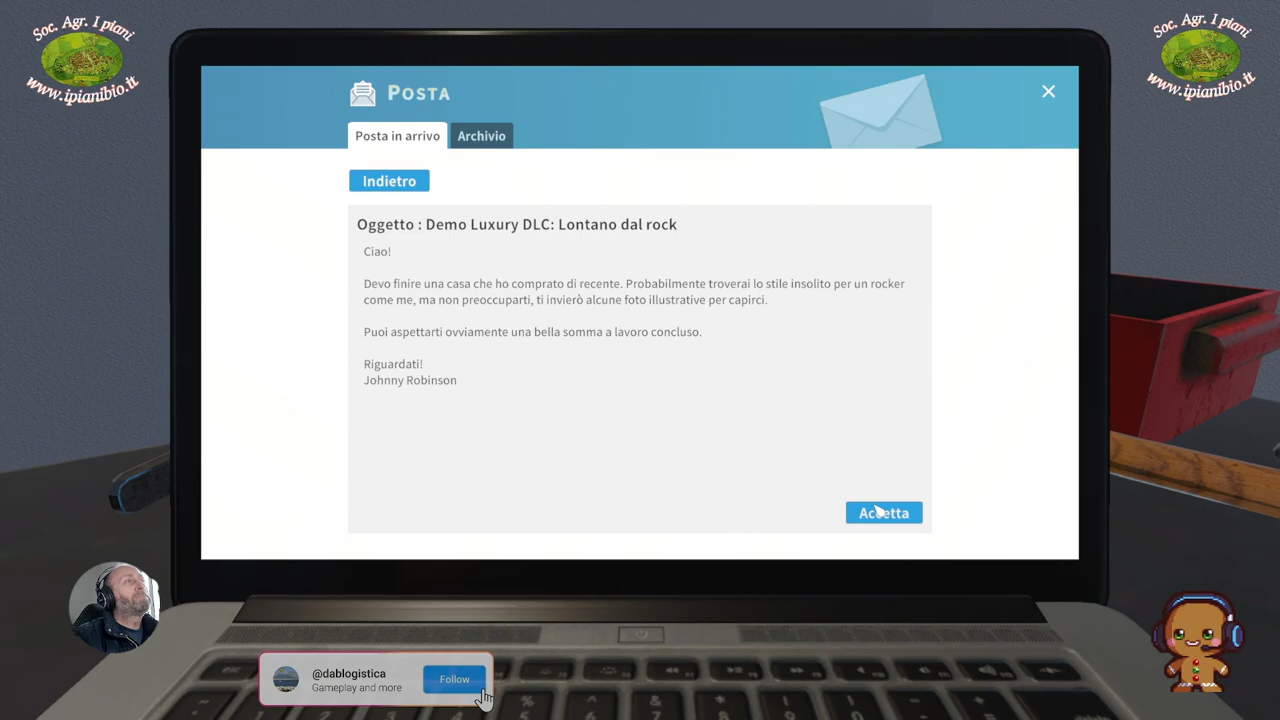 Soc. Agr. I piani
www.ipianibio.it
Soc. Agr. I piani
www.ipianibio.it
Posta
Posta in arrivo
Archivio
Indietro
Oggetto : Demo Luxury DLC: Lontano dal rock
Ciao!
Devo finire una casa che ho comprato di recente. Probabilmente troverai lo stile insolito per un rocker
come me, ma non preoccuparti, ti invierò alcune foto illustrative per capirci.
Puoi aspettarti ovviamente una bella somma a lavoro concluso.
Riguardati!
Johnny Robinson
Accetta
@dablogistica
Gameplay and more
Follow